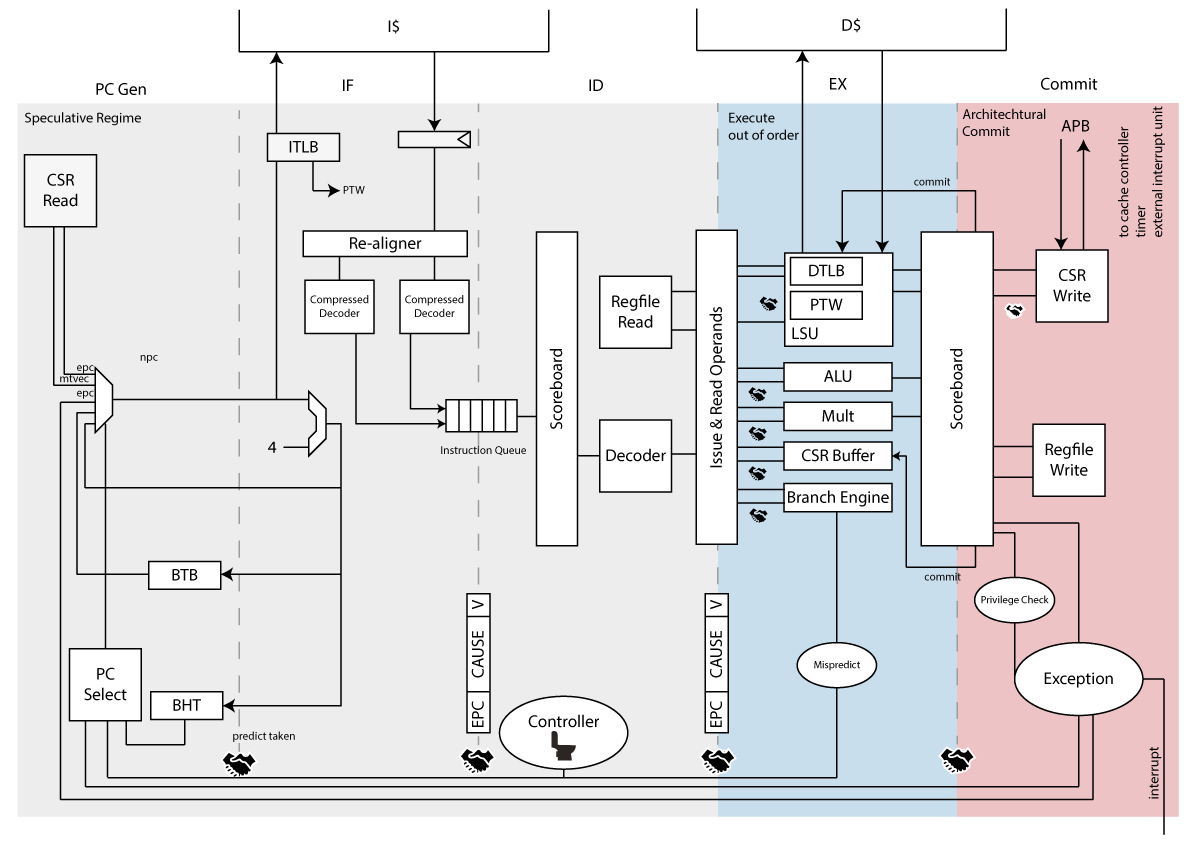 I$
D$
PC Gen
IF
ID
EX
Commit
Speculative Regime
Execute
out of order
Architechtural
Commit
APB
to cache controller
timer
external interrupt unit
ITLB
PTW
CSR
Read
commit
Re-aligner
Compressed
Decoder
Compressed
Decoder
Regfile
Read
DTLB
PTW
LSU
CSR
Write
Scoreboard
Issue & Read Operands
Scoreboard
npc
epc
mtvec
epc
4
Instruction Queue
ALU
Mult
CSR Buffer
Branch Engine
Decoder
Regfile
Write
BTB
commit
Privilege Check
V
CAUSE
EPC
V
CAUSE
EPC
PC
Select
BHT
predict taken
Controller
Mispredict
Exception
interrupt